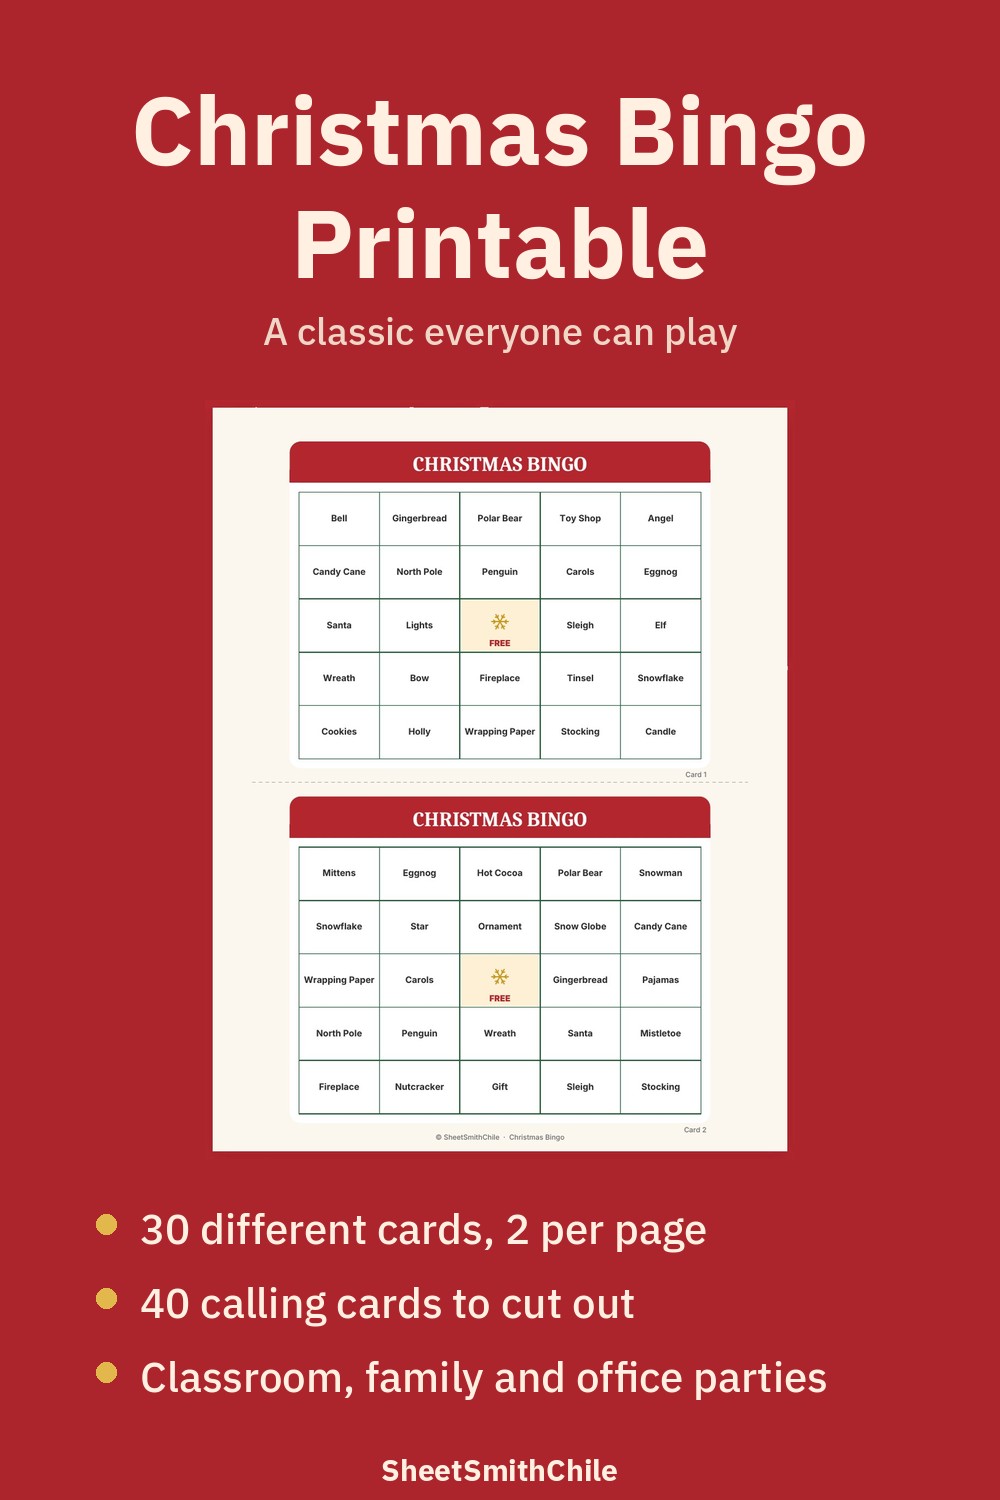 Christmas Bingo
Printable
A classic everyone can play
CHRISTMAS BINGO
Bell Gingerbread Polar Bear Toy Shop Angel
Candy Cane North Pole Penguin Carols Eggnog
Santa Lights FREE Sleigh Elf
Wreath Bow Fireplace Tinsel Snowflake
Cookies Holly Wrapping Paper Stocking Candle
Card 1
CHRISTMAS BINGO
Mittens Eggnog Hot Cocoa Polar Bear Snowman
Snowflake Star Ornament Snow Globe Candy Cane
Wrapping Paper Carols FREE Gingerbread Pajamas
North Pole Penguin Wreath Santa Mistletoe
Fireplace Nutcracker Gift Sleigh Stocking
Card 2
© SheetSmithChile · Christmas Bingo
30 different cards, 2 per page
40 calling cards to cut out
Classroom, family and office parties
SheetSmithChile